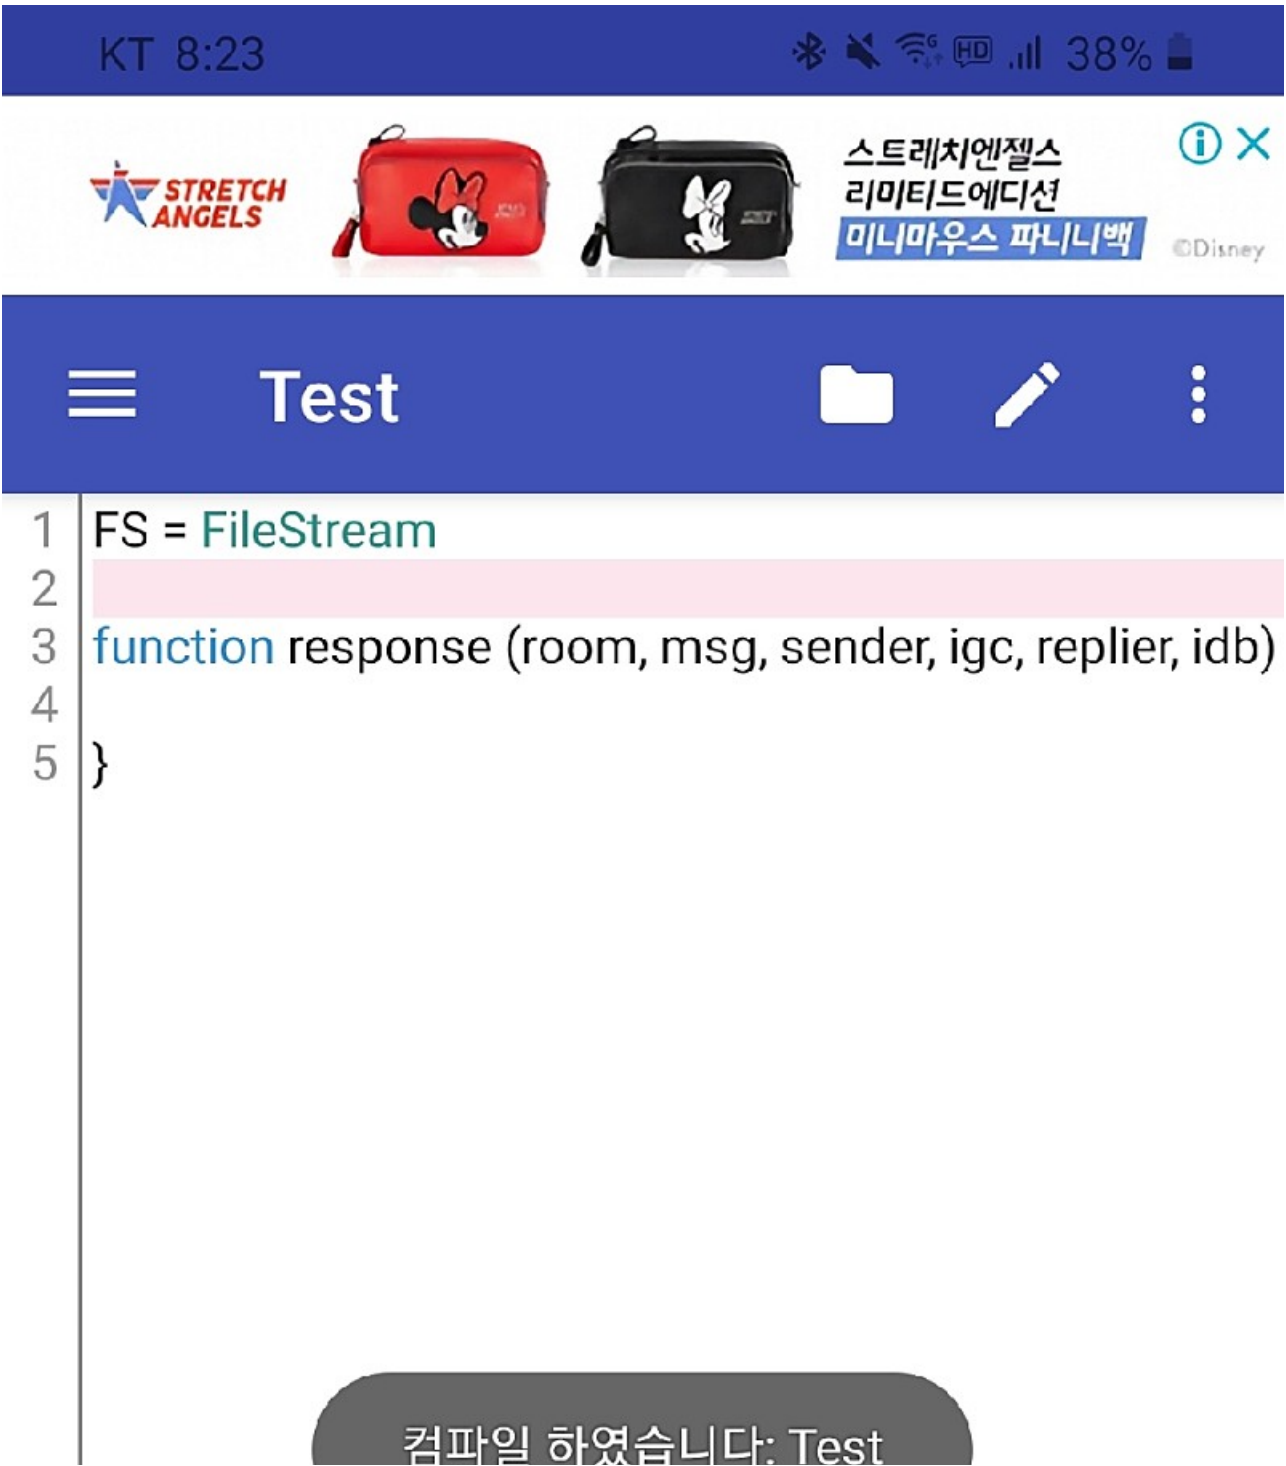 KT 8:23
HD 38%
STRETCH
ANGELS
스트레치엔젤스
리미티드에디션
미니마우스 파니니백
©Disney
Test
1 FS = FileStream
2
3 function response (room, msg, sender, igc, replier, idb)
4
5 }
컴파일 하였습니다: Test